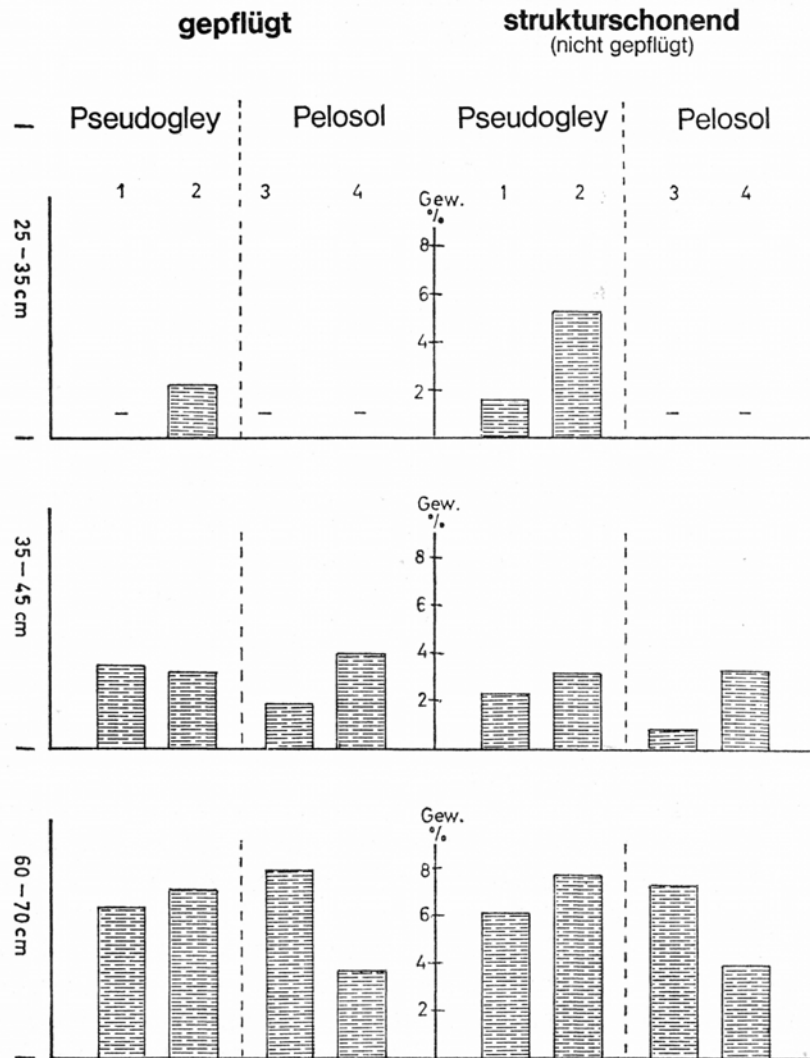 gepflügt
strukturschonend
(nicht gepflügt)
Pseudogley Pelosol Pseudogley Pelosol
1 2 3 4 Gew. % 1 2 3 4
25–35 cm
8
6
4
2
– – – – –
35–45 cm
Gew. %
8
6
4
2
60–70 cm
Gew. %
8
6
4
2